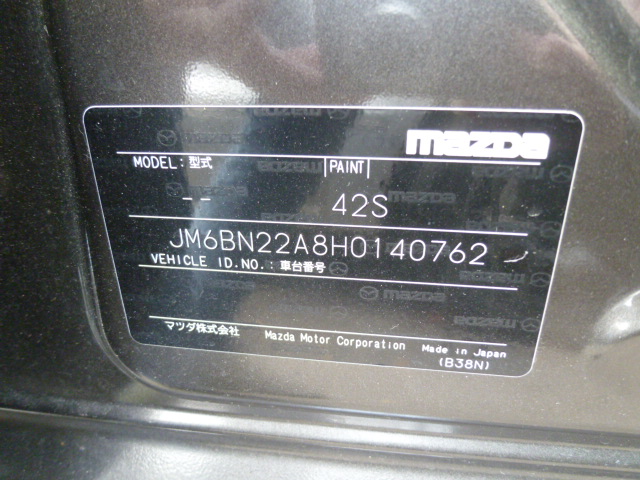 mazda
MODEL:型式 PAINT
-- 42S
JM6BN22A8H0140762
VEHICLE ID.NO.:車台番号
マツダ株式会社 Mazda Motor Corporation Made in Japan
(B38N)